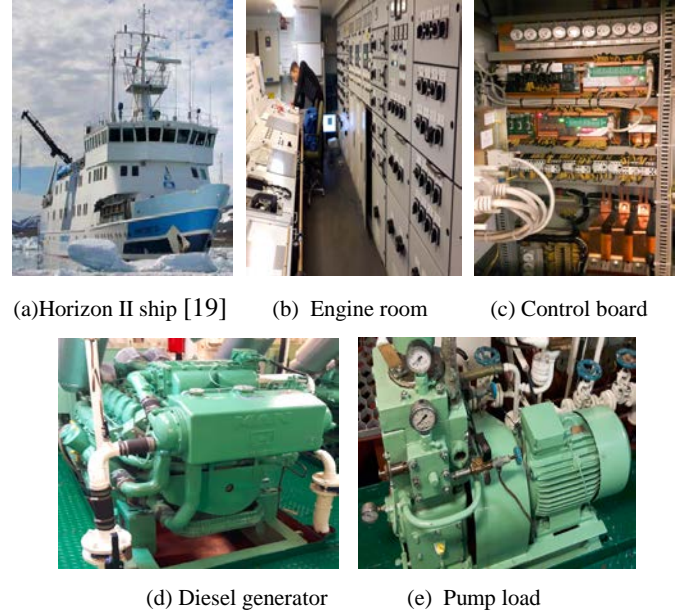 (a)Horizon II ship [19]
(b) Engine room
(c) Control board
(d) Diesel generator
(e) Pump load